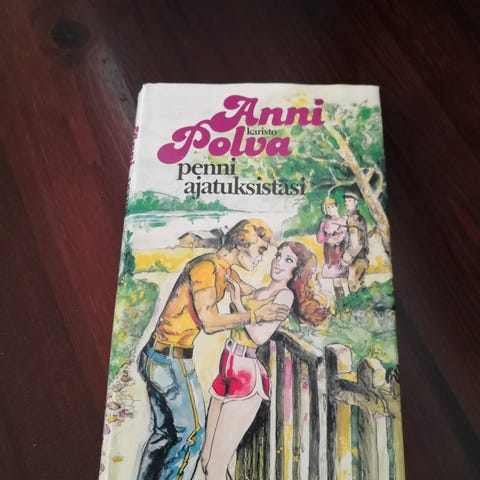 Anni
karisto
Polva
penni
ajatuksistasi